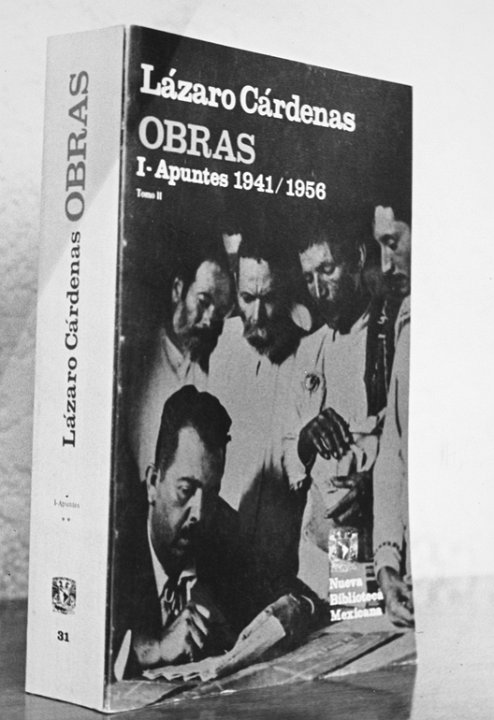 Lázaro Cárdenas OBRAS
I-Apuntes
31
Lázaro Cárdenas
OBRAS
I-Apuntes 1941/1956
Tomo II
Nueva
Biblioteca
Mexicana